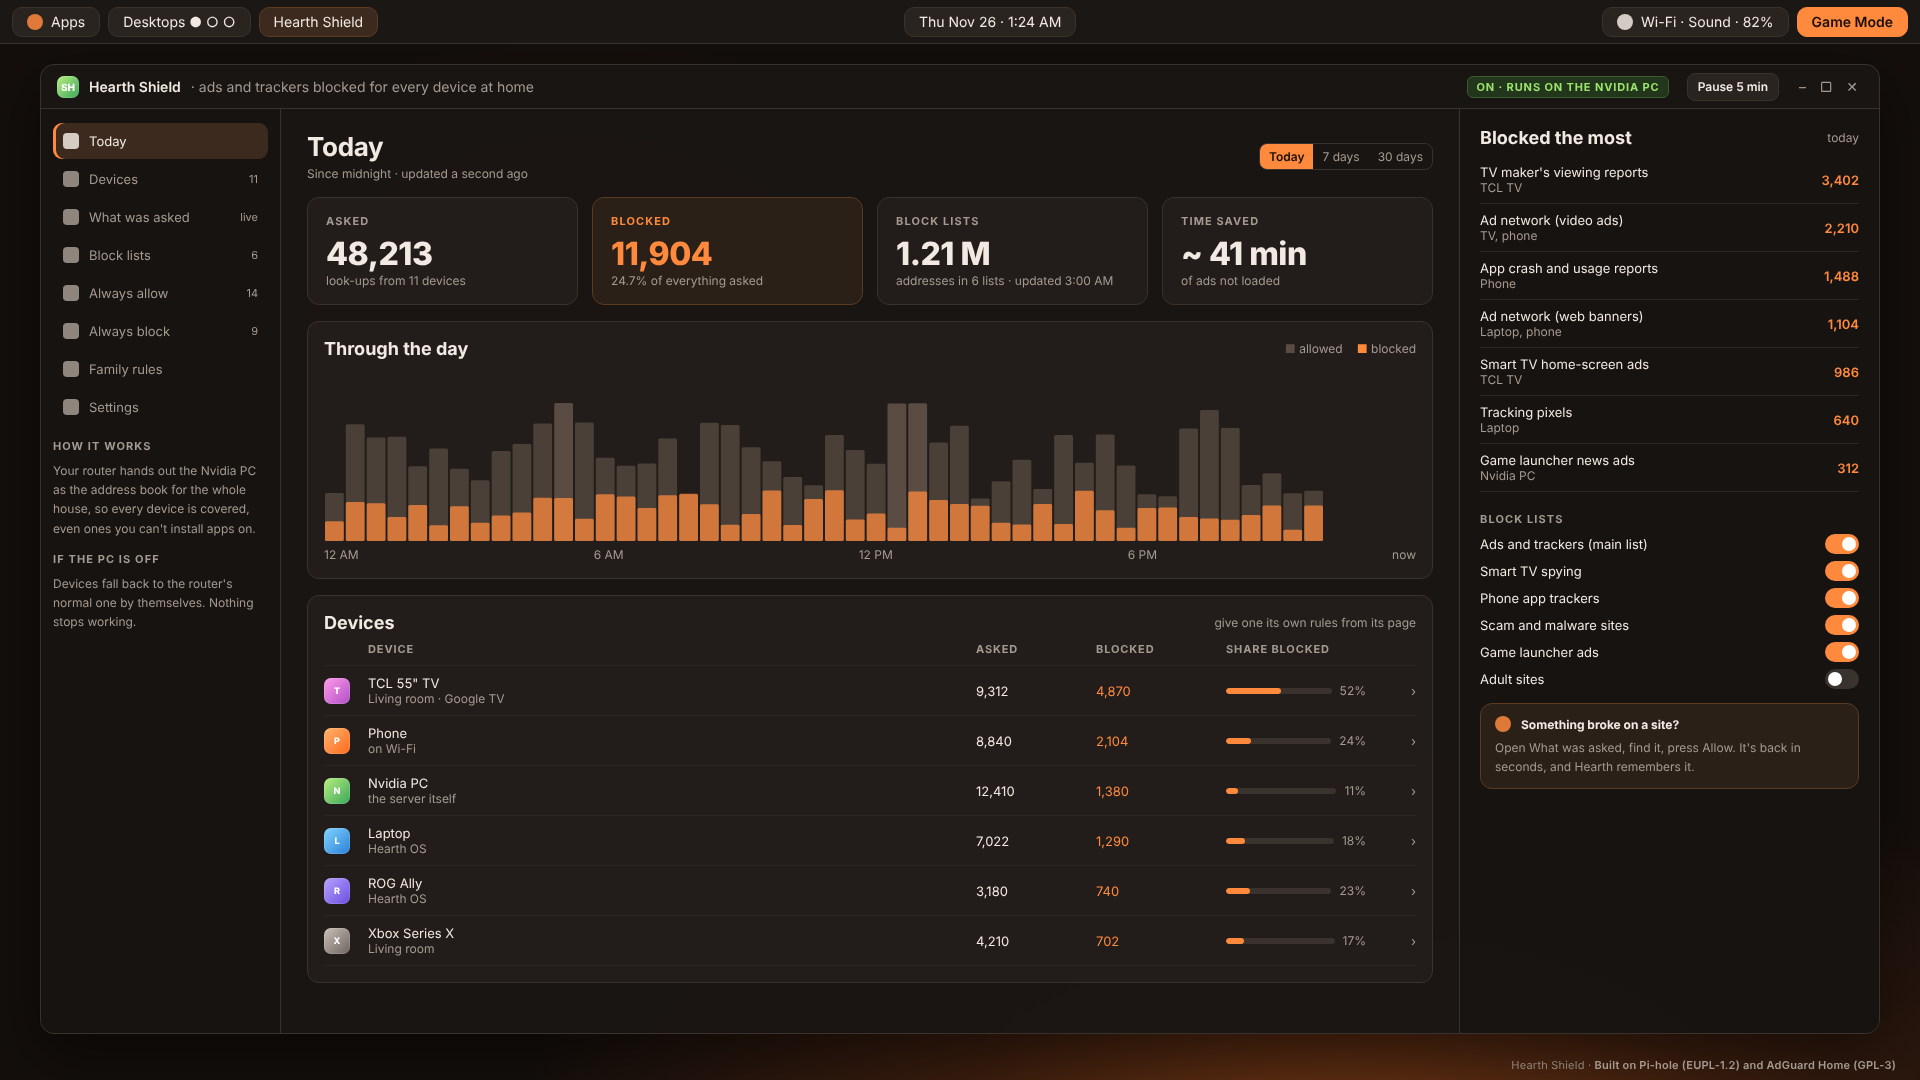 Apps
Desktops
Hearth Shield
Thu Nov 26 · 1:24 AM
Wi-Fi · Sound · 82%
Game Mode
SH
Hearth Shield · ads and trackers blocked for every device at home
ON · RUNS ON THE NVIDIA PC
Pause 5 min
Today
Devices 11
What was asked live
Block lists 6
Always allow 14
Always block 9
Family rules
Settings
HOW IT WORKS
Your router hands out the Nvidia PC
as the address book for the whole
house, so every device is covered,
even ones you can't install apps on.
IF THE PC IS OFF
Devices fall back to the router's
normal one by themselves. Nothing
stops working.
Today
Since midnight · updated a second ago
Today 7 days 30 days
ASKED
48,213
look-ups from 11 devices
BLOCKED
11,904
24.7% of everything asked
BLOCK LISTS
1.21 M
addresses in 6 lists · updated 3:00 AM
TIME SAVED
~ 41 min
of ads not loaded
Through the day
allowed blocked
12 AM 6 AM 12 PM 6 PM now
Devices
give one its own rules from its page
DEVICE ASKED BLOCKED SHARE BLOCKED
T
TCL 55" TV
Living room · Google TV
9,312 4,870 52% ›
P
Phone
on Wi-Fi
8,840 2,104 24% ›
N
Nvidia PC
the server itself
12,410 1,380 11% ›
L
Laptop
Hearth OS
7,022 1,290 18% ›
R
ROG Ally
Hearth OS
3,180 740 23% ›
X
Xbox Series X
Living room
4,210 702 17% ›
Blocked the most today
TV maker's viewing reports
TCL TV
3,402
Ad network (video ads)
TV, phone
2,210
App crash and usage reports
Phone
1,488
Ad network (web banners)
Laptop, phone
1,104
Smart TV home-screen ads
TCL TV
986
Tracking pixels
Laptop
640
Game launcher news ads
Nvidia PC
312
BLOCK LISTS
Ads and trackers (main list)
Smart TV spying
Phone app trackers
Scam and malware sites
Game launcher ads
Adult sites
Something broke on a site?
Open What was asked, find it, press Allow. It's back in
seconds, and Hearth remembers it.
Hearth Shield · Built on Pi-hole (EUPL-1.2) and AdGuard Home (GPL-3)